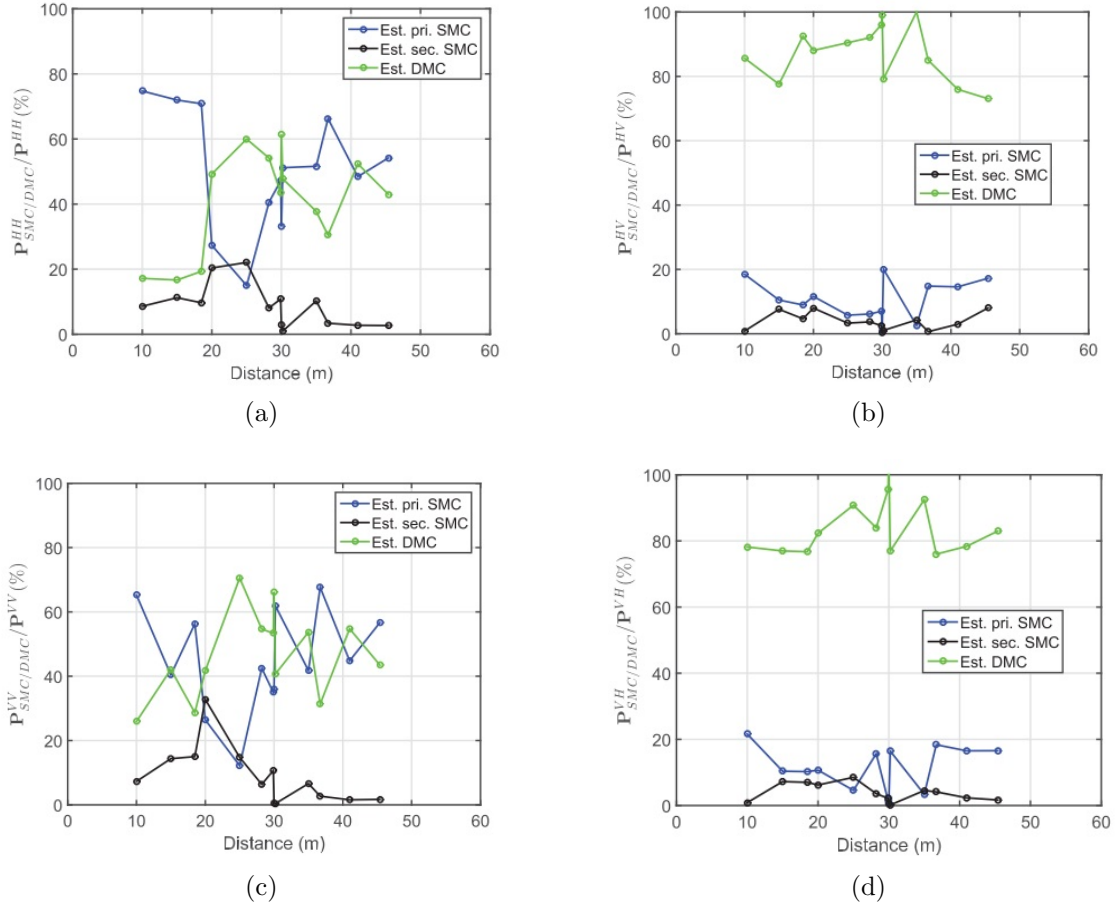 100
80
60
40
20
0
0 10 20 30 40 50 60
Distance (m)
P^{HH}_{SMC/DMC}/P^{HH}(%)
Est. pri. SMC
Est. sec. SMC
Est. DMC
(a)
100
80
60
40
20
0
0 10 20 30 40 50 60
Distance (m)
P^{HV}_{SMC/DMC}/P^{HV}(%)
Est. pri. SMC
Est. sec. SMC
Est. DMC
(b)
100
80
60
40
20
0
0 10 20 30 40 50 60
Distance (m)
P^{VV}_{SMC/DMC}/P^{VV}(%)
Est. pri. SMC
Est. sec. SMC
Est. DMC
(c)
100
80
60
40
20
0
0 10 20 30 40 50 60
Distance (m)
P^{VH}_{SMC/DMC}/P^{VH}(%)
Est. pri. SMC
Est. sec. SMC
Est. DMC
(d)